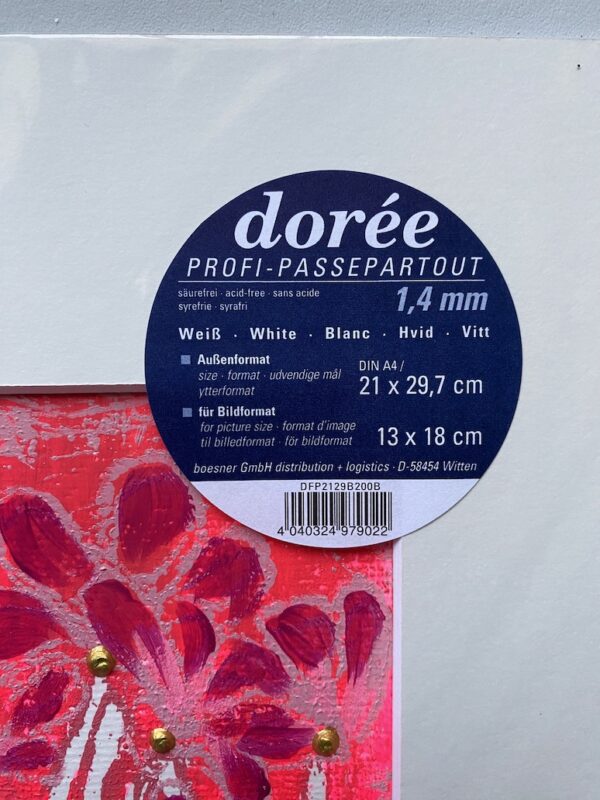 dorée
PROFI-PASSEPARTOUT
säurefrei · acid-free · sans acide
syrefrie · syrafri
1,4 mm
Weiß · White · Blanc · Hvid · Vitt
Außenformat
size · format · udvendige mål
ytterformat
DIN A4 /
21 x 29,7 cm
für Bildformat
for picture size · format d'image
til billedformat · för bildformat
13 x 18 cm
boesner GmbH distribution + logistics · D-58454 Witten
DFP2129B200B
4 040324 979022